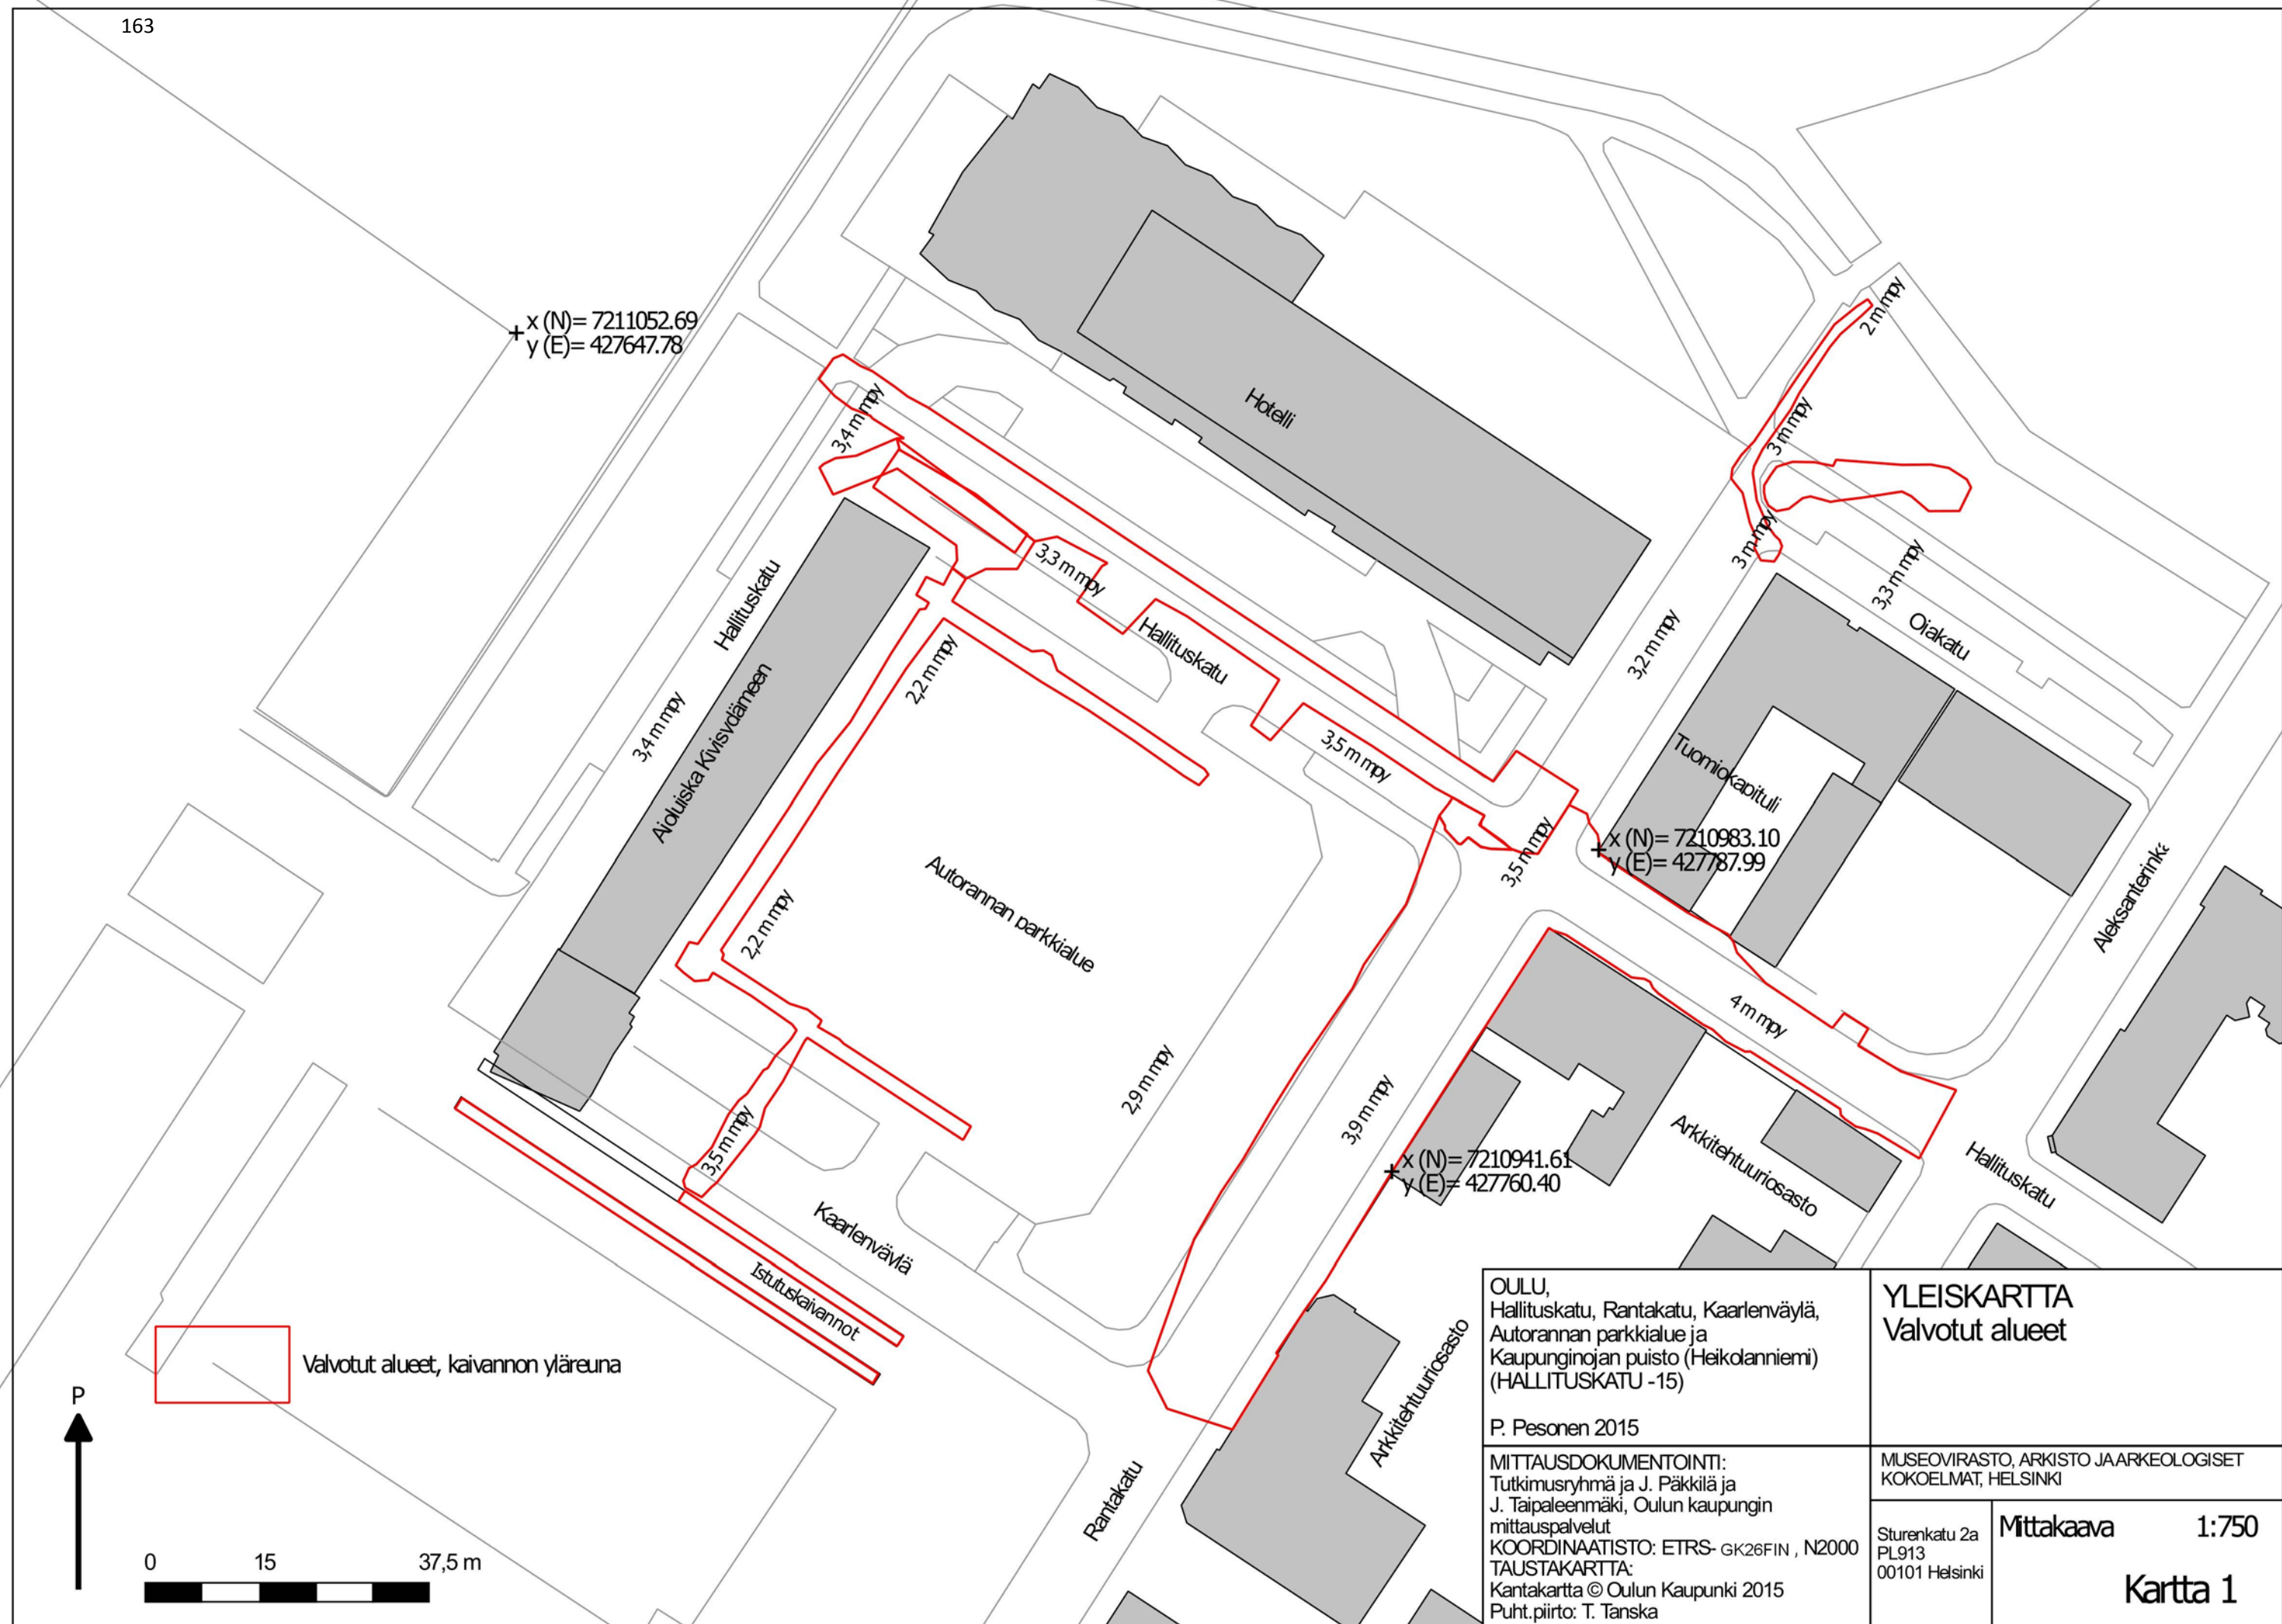 163
x (N)= 7211052.69
y (E)= 427647.78
2 m mpy
Hotelli
3,4 m mpy
3 m mpy
3 m mpy
3,3 m mpy
3,3 m mpy
Hallituskatu
Hallituskatu
Oiakatu
3,2 m mpy
2,2 m mpy
3,4 m mpy
Aioluiska Kivisydämeen
3,5 m mpy
Tuomiokapituli
x (N)= 7210983.10
y (E)= 427787.99
3,5 m mpy
Autorannan parkkialue
2,2 m mpy
Aleksanterinka
4 m mpy
2,9 m mpy
3,9 m mpy
3,5 m mpy
x (N)= 7210941.61
y (E)= 427760.40
Arkkitehtuuriosasto
Hallituskatu
Kaarlenväylä
Istutuskaivannot
Arkkitehtuuriosasto
Rantakatu
Valvotut alueet, kaivannon yläreuna
P
0 15 37,5 m
OULU,
Hallituskatu, Rantakatu, Kaarlenväylä,
Autorannan parkkialue ja
Kaupunginojan puisto (Heikolanniemi)
(HALLITUSKATU -15)
P. Pesonen 2015
YLEISKARTTA
Valvotut alueet
MITTAUSDOKUMENTOINTI:
Tutkimusryhmä ja J. Päkkilä ja
J. Taipaleenmäki, Oulun kaupungin
mittauspalvelut
KOORDINAATISTO: ETRS- GK26FIN , N2000
TAUSTAKARTTA:
Kantakartta © Oulun Kaupunki 2015
Puht.piirto: T. Tanska
MUSEOVIRASTO, ARKISTO JA ARKEOLOGISET
KOKOELMAT, HELSINKI
Sturenkatu 2a
PL913
00101 Helsinki
Mittakaava 1:750
Kartta 1